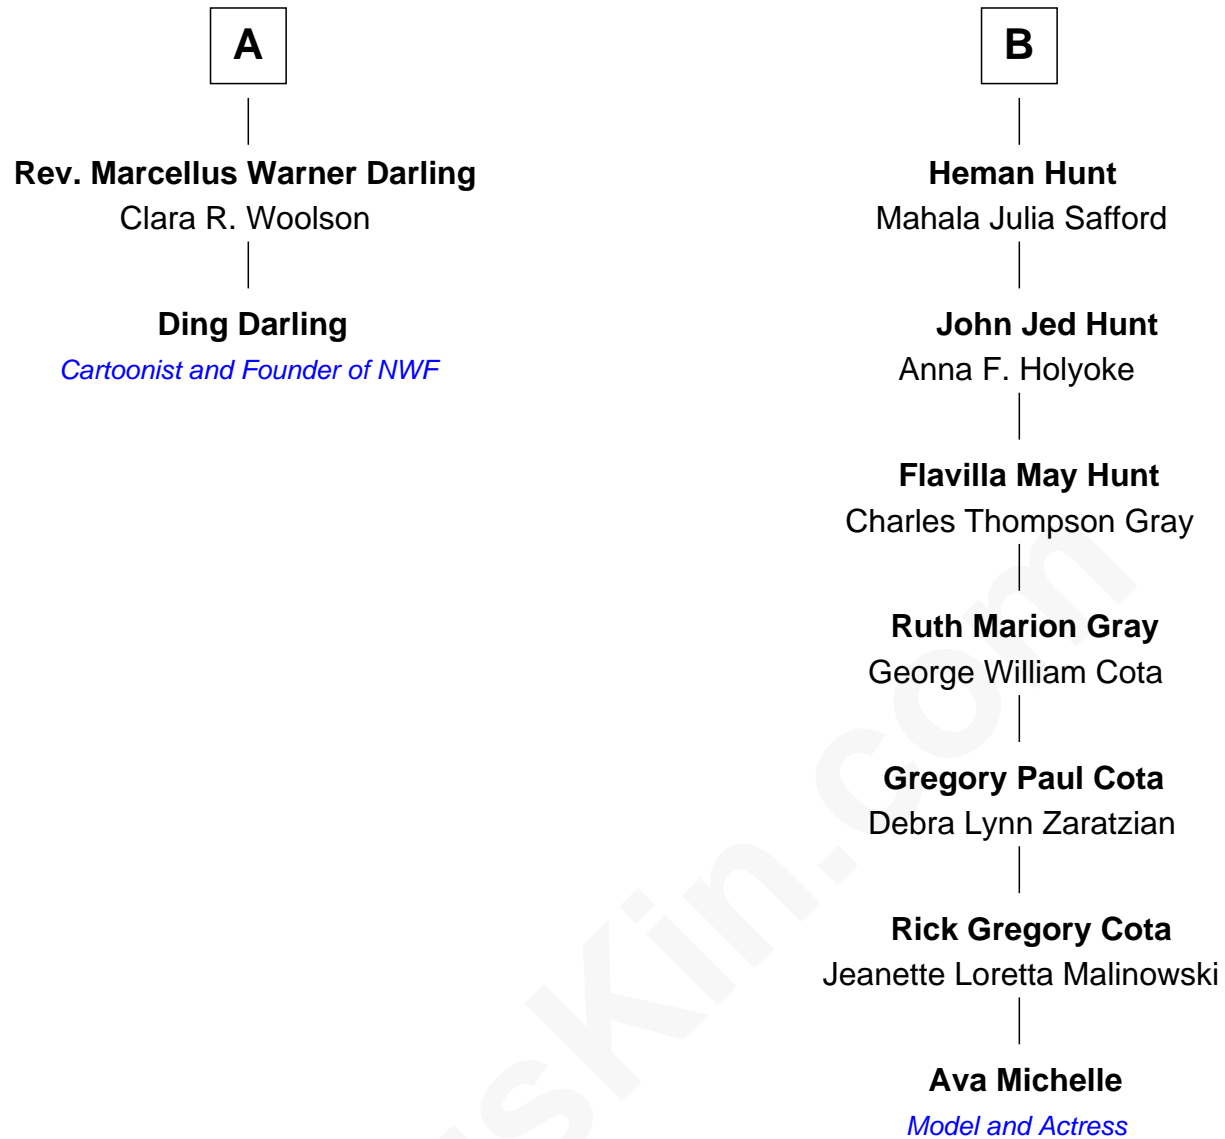 A
Rev. Marcellus Warner Darling
Clara R. Woolson
Ding Darling
Cartoonist and Founder of NWF
B
Heman Hunt
Mahala Julia Safford
John Jed Hunt
Anna F. Holyoke
Flavilla May Hunt
Charles Thompson Gray
Ruth Marion Gray
George William Cota
Gregory Paul Cota
Debra Lynn Zaratzian
Rick Gregory Cota
Jeanette Loretta Malinowski
Ava Michelle
Model and Actress